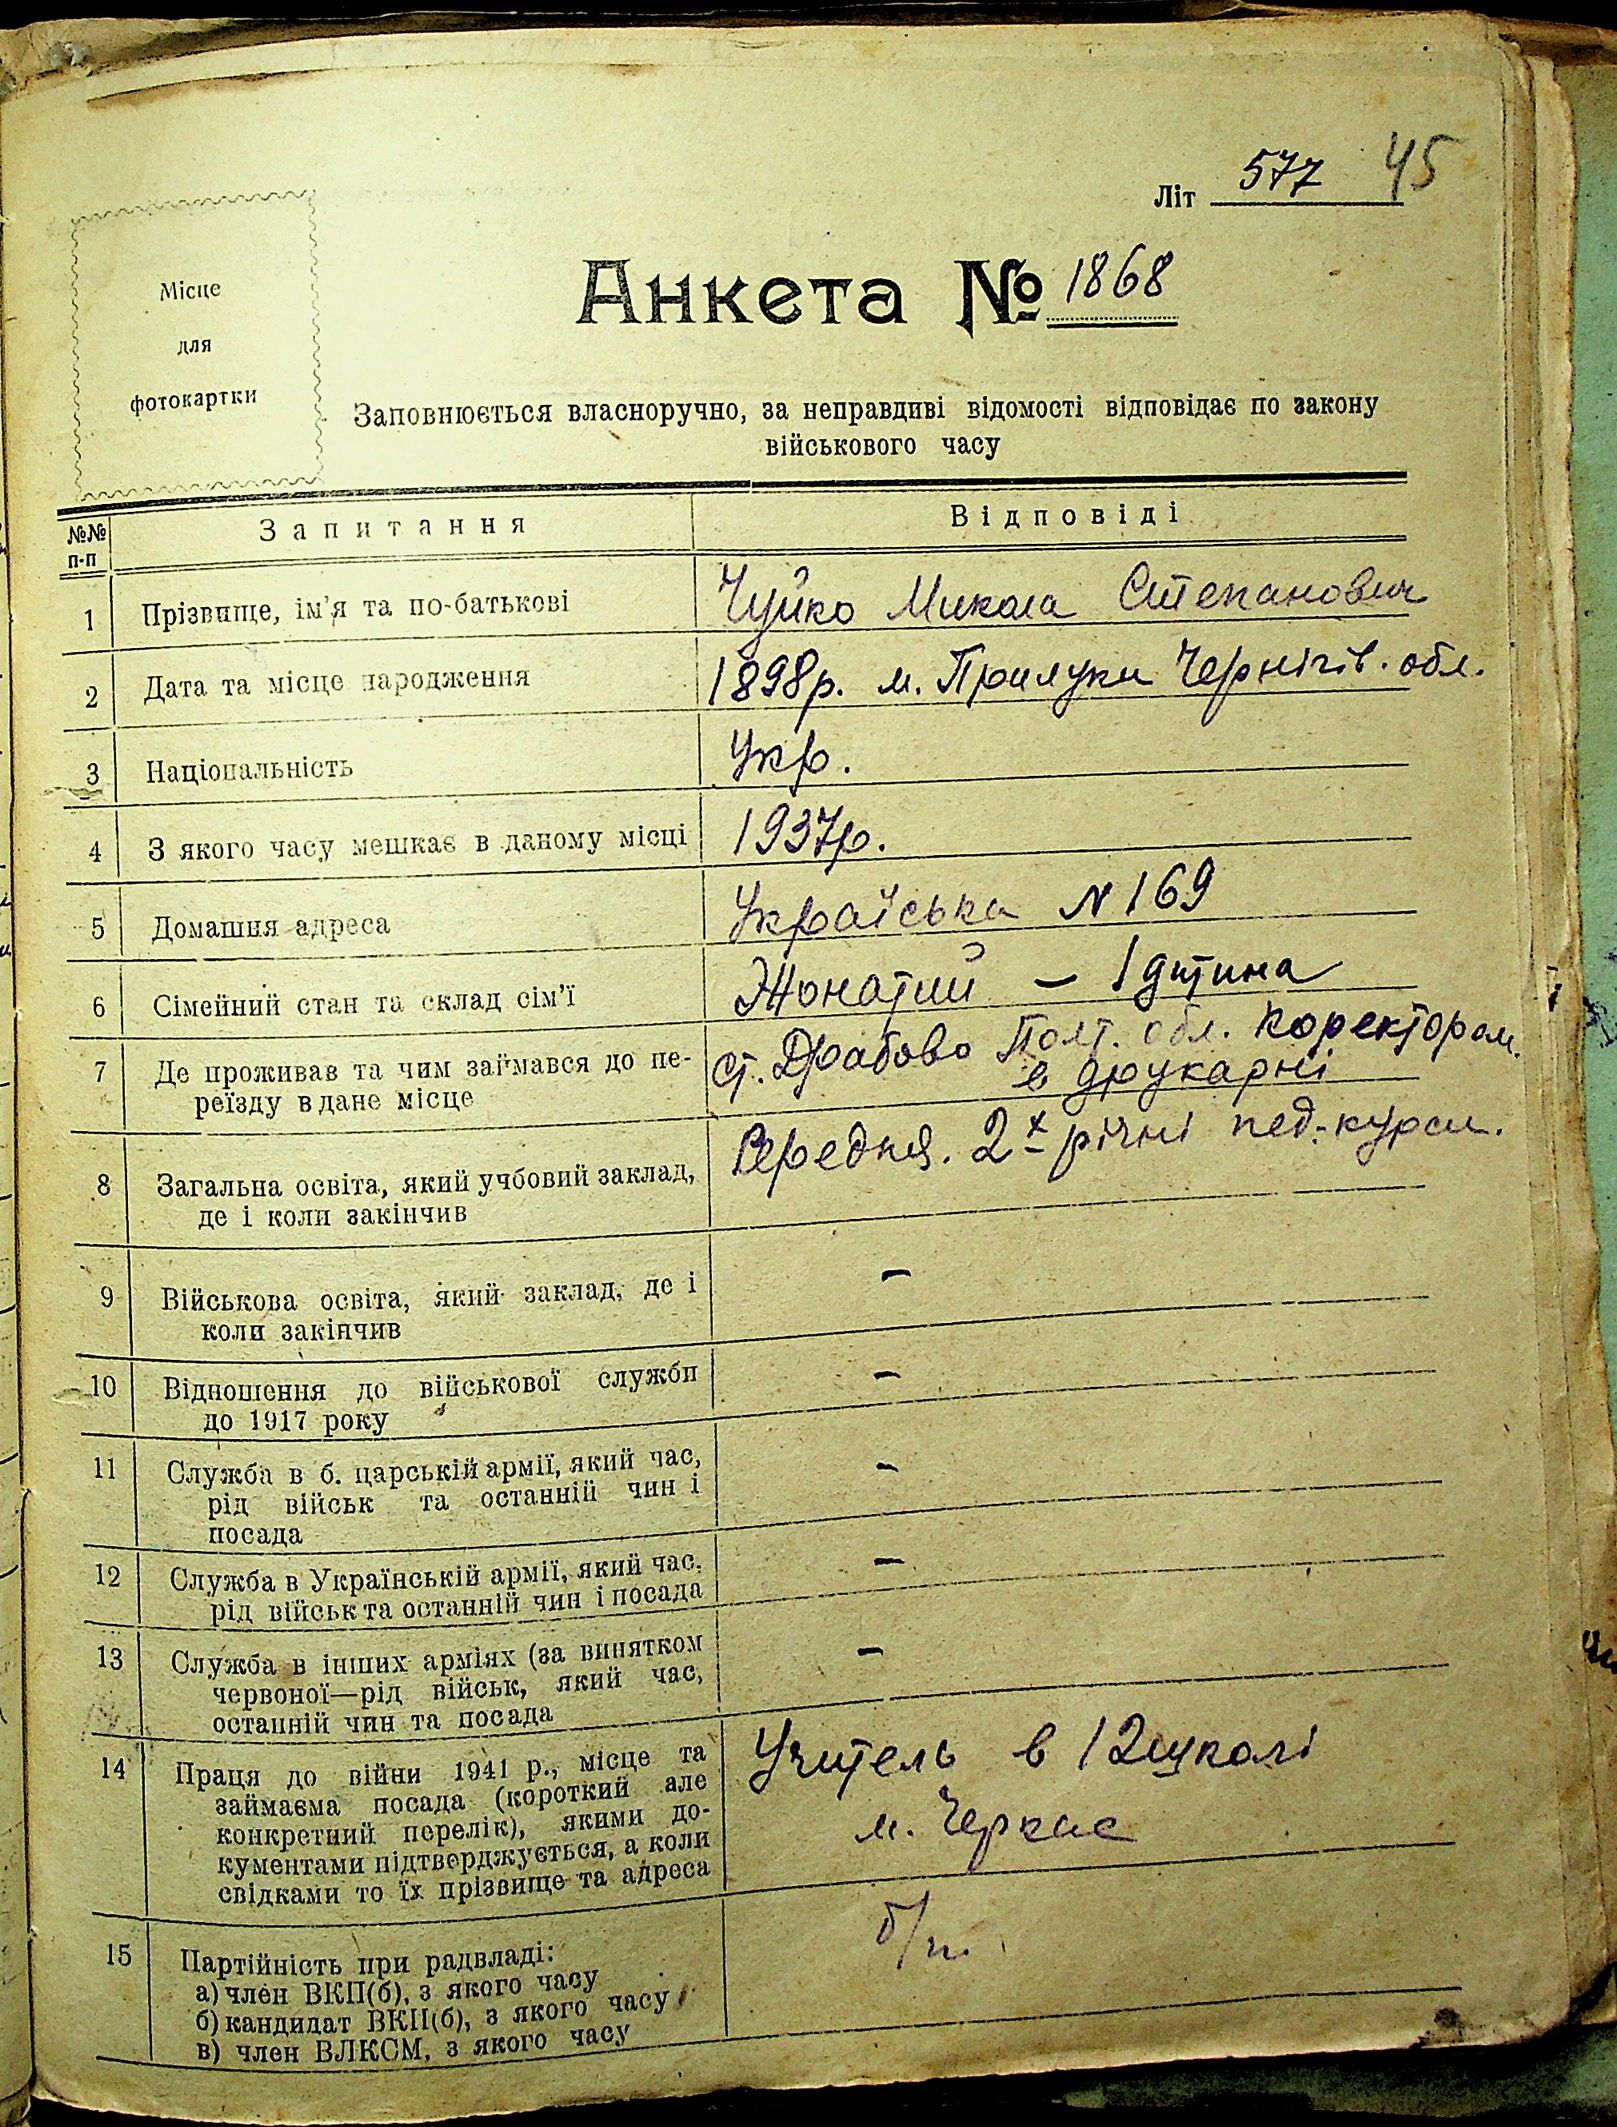 Літ 577 45
Місце
для
фотокартки
Анкета № 1868
Заповнюється власноручно, за неправдиві відомості відповідає по закону
військового часу
№№
п-п
Запитання
Відповіді
1 Прізвище, ім'я та по-батькові Чуйко Микола Степанович
2 Дата та місце народження 1898р. м. Прилуки Чернігів. обл.
3 Національність Укр.
4 З якого часу мешкає в даному місці 1937р.
5 Домашня адреса Українська N 169
6 Сімейний стан та склад сім'ї Жонатий – 1 дитина
7 Де проживав та чим займався до пе- ст. Драбово Полт. обл. Коректором.
реїзду в дане місце в друкарні
8 Загальна освіта, який учбовий заклад, Середня. 2х річні пед-курси.
де і коли закінчив
9 Військова освіта, який заклад, де і –
коли закінчив
10 Відношення до військової служби –
до 1917 року
11 Служба в б. царській армії, який час, –
рід військ та останній чин і
посада
12 Служба в Українській армії, який час, –
рід військ та останній чин і посада
13 Служба в інших арміях (за винятком –
червоної—рід військ, який час,
останній чин та посада
14 Праця до війни 1941 р., місце та Учитель в 12 школі
займаєма посада (короткий але
конкретний перелік), якими до- м. Черкас
кументами підтверджується, а коли
свідками то їх прізвище та адреса
15 Партійність при радвладі: б/п.
а) член ВКП(б), з якого часу
б) кандидат ВКП(б), з якого часу
в) член ВЛКСМ, з якого часу